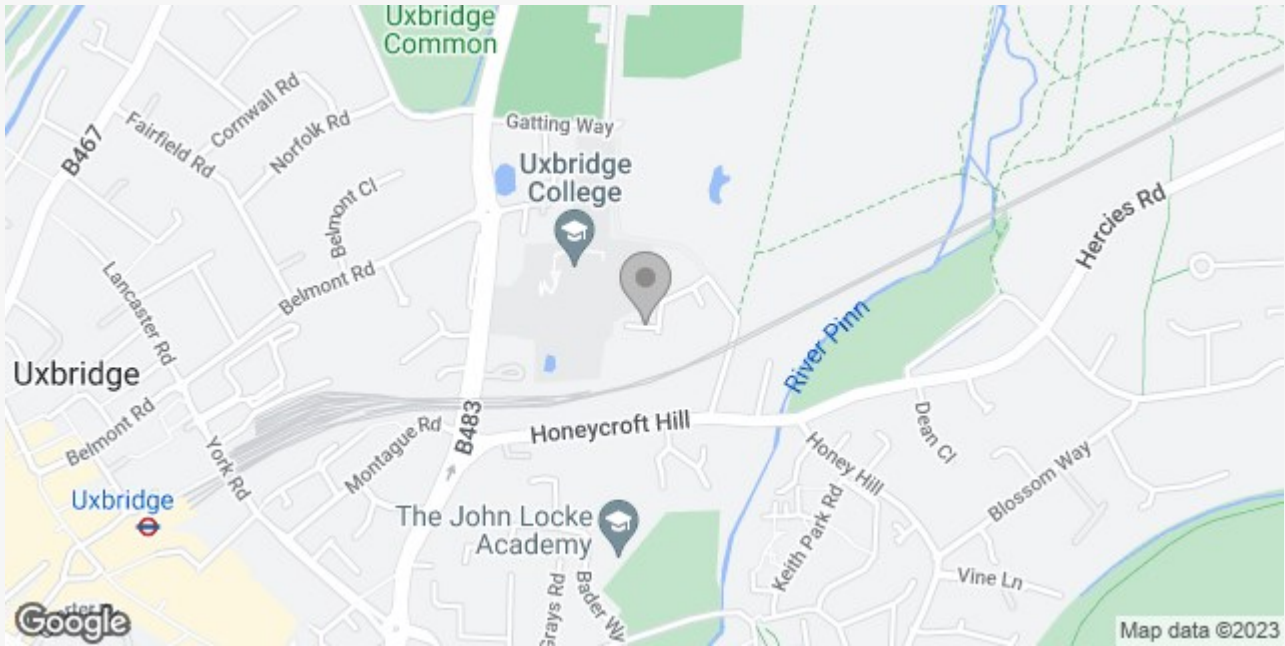 Uxbridge
Common
B467
Cornwall Rd
Fairfield Rd
Norfolk Rd
Gatting Way
Uxbridge
College
Belmont Cl
Hercies Rd
Lancaster Rd
Belmont Rd
River Pinn
Uxbridge
Belmont Rd
B483
Honeycroft Hill
Montague Rd
York Rd
Dean Cl
Honey Hill
Blossom Way
Uxbridge
The John Locke
Academy
Keith Park Rd
Vine Ln
Grays Rd
Bader Way
Google
Map data ©2023